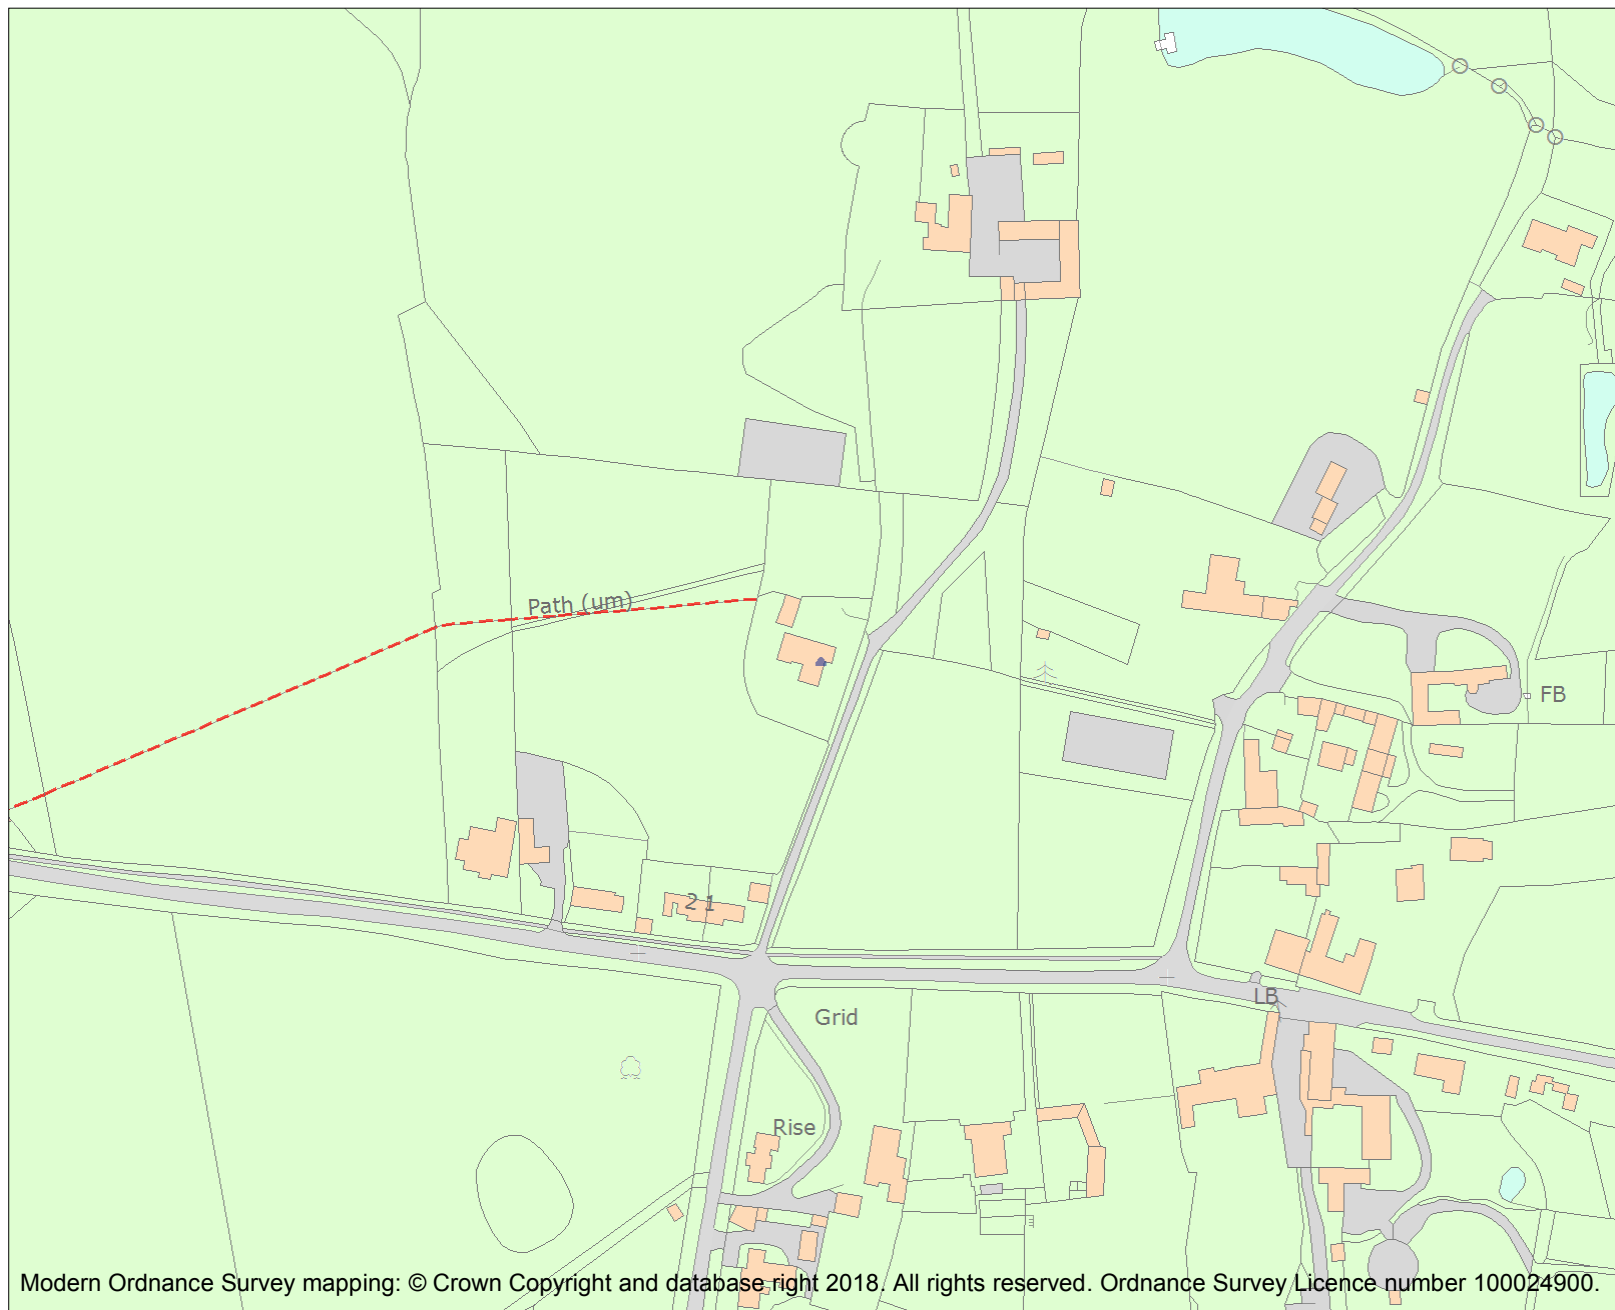 Path (um)
FB
2 1
LB
Grid
Rise
Modern Ordnance Survey mapping: © Crown Copyright and database right 2018. All rights reserved. Ordnance Survey Licence number 100024900.